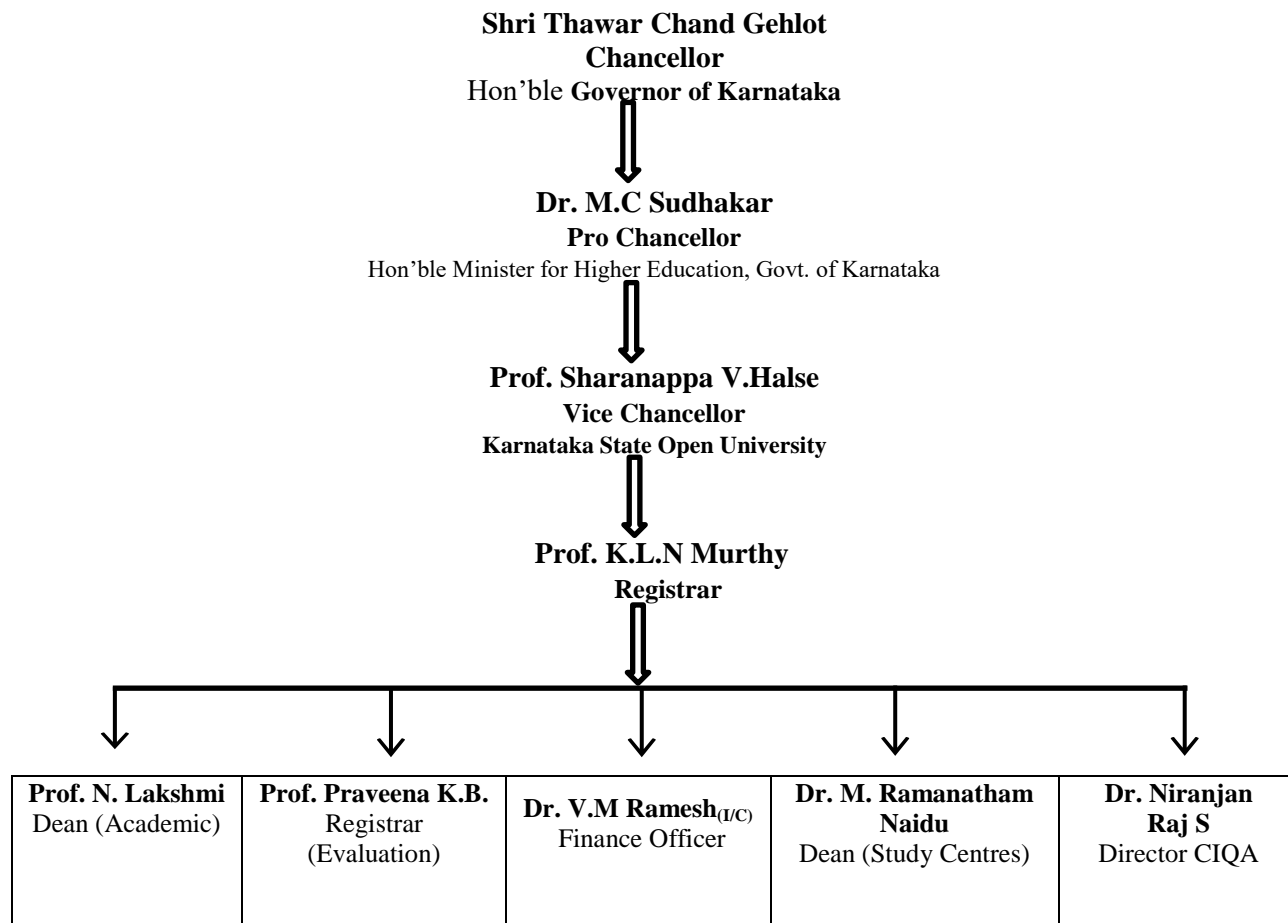 Shri Thawar Chand Gehlot
Chancellor
Hon’ble Governor of Karnataka
Dr. M.C Sudhakar
Pro Chancellor
Hon’ble Minister for Higher Education, Govt. of Karnataka
Prof. Sharanappa V.Halse
Vice Chancellor
Karnataka State Open University
Prof. K.L.N Murthy
Registrar
Prof. N. Lakshmi
Dean (Academic)
Prof. Praveena K.B.
Registrar
(Evaluation)
Dr. V.M Ramesh(I/C)
Finance Officer
Dr. M. Ramanatham
Naidu
Dean (Study Centres)
Dr. Niranjan
Raj S
Director CIQA